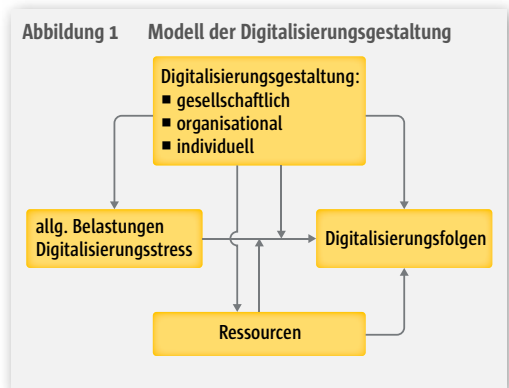 Abbildung 1 Modell der Digitalisierungsgestaltung
Digitalisierungsgestaltung:
■ gesellschaftlich
■ organisational
■ individuell
allg. Belastungen
Digitalisierungsstress
Digitalisierungsfolgen
Ressourcen